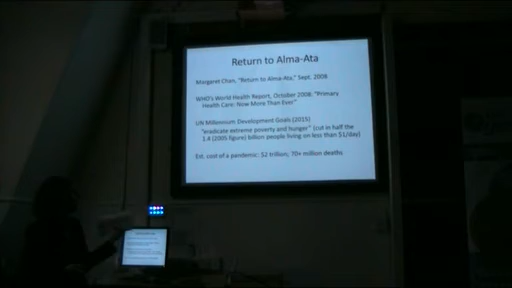 Return to Alma-Ata
Margaret Chan, "Return to Alma-Ata," Sept. 2008
WHO's World Health Report, October 2008: "Primary
Health Care: Now More Than Ever"
UN Millennium Development Goals (2015)
"eradicate extreme poverty and hunger" (cut in half the
1.4 (2005 figure) billion people living on less than $1/day)
Est. cost of a pandemic: $2 trillion; 70+ million deaths